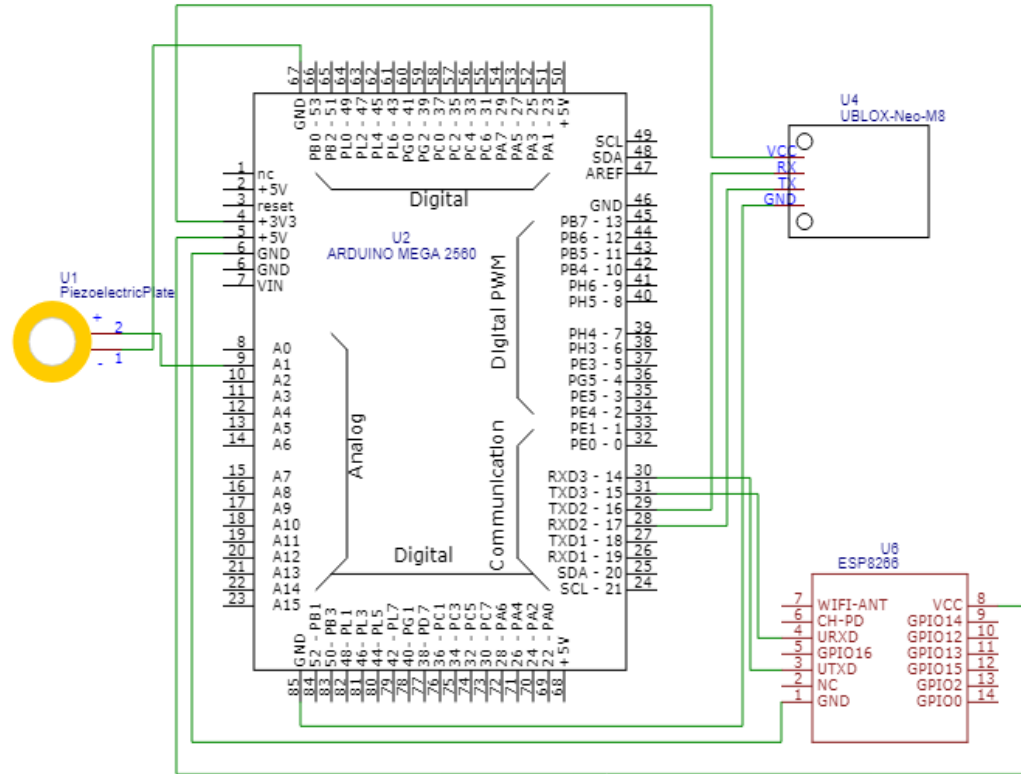 67
66
65
64
63
62
61
60
59
58
57
56
55
54
53
52
51
50
GND
PB0 - 53
PB2 - 51
PL0 - 49
PL2 - 47
PL4 - 45
PL6 - 43
PG0 - 41
PG2 - 39
PC0 - 37
PC2 - 35
PC4 - 33
PC6 - 31
PA7 - 29
PA5 - 27
PA3 - 25
PA1 - 23
+5V
Digital
1 nc
2 +5V
3 reset
4 +3V3
5 +5V
6 GND
6 GND
7 VIN
U2
ARDUINO MEGA 2560
SCL 49
SDA 48
AREF 47
GND 46
PB7 - 13 45
PB6 - 12 44
PB5 - 11 43
PB4 - 10 42
PH6 - 9 41
PH5 - 8 40
Digital PWM
PH4 - 7 39
PH3 - 6 38
PE3 - 5 37
PG5 - 4 36
PE5 - 3 35
PE4 - 2 34
PE1 - 1 33
PE0 - 0 32
U4
UBLOX-Neo-M8
VCC
RX
TX
GND
U1
PiezoelectricPlate
+ 2
- 1
8 A0
9 A1
10 A2
11 A3
12 A4
13 A5
14 A6
15 A7
16 A8
17 A9
18 A10
19 A11
20 A12
21 A13
22 A14
23 A15
Analog
Communication
RXD3 - 14 30
TXD3 - 15 31
TXD2 - 16 29
RXD2 - 17 28
TXD1 - 18 27
RXD1 - 19 26
SDA - 20 25
SCL - 21 24
Digital
GND
52 - PB1
50 - PB3
48 - PL1
46 - PL3
44 - PL5
42 - PL7
40 - PG1
38 - PD7
36 - PC1
34 - PC3
32 - PC5
30 - PC7
28 - PA6
26 - PA4
24 - PA2
22 - PA0
+5V
85
84
83
82
81
80
79
78
77
76
75
74
73
72
71
70
69
68
U6
ESP8266
7 WIFI-ANT
6 CH-PD
4 URXD
5 GPIO16
3 UTXD
2 NC
1 GND
VCC 8
GPIO14 9
GPIO12 10
GPIO13 11
GPIO15 12
GPIO2 13
GPIO0 14